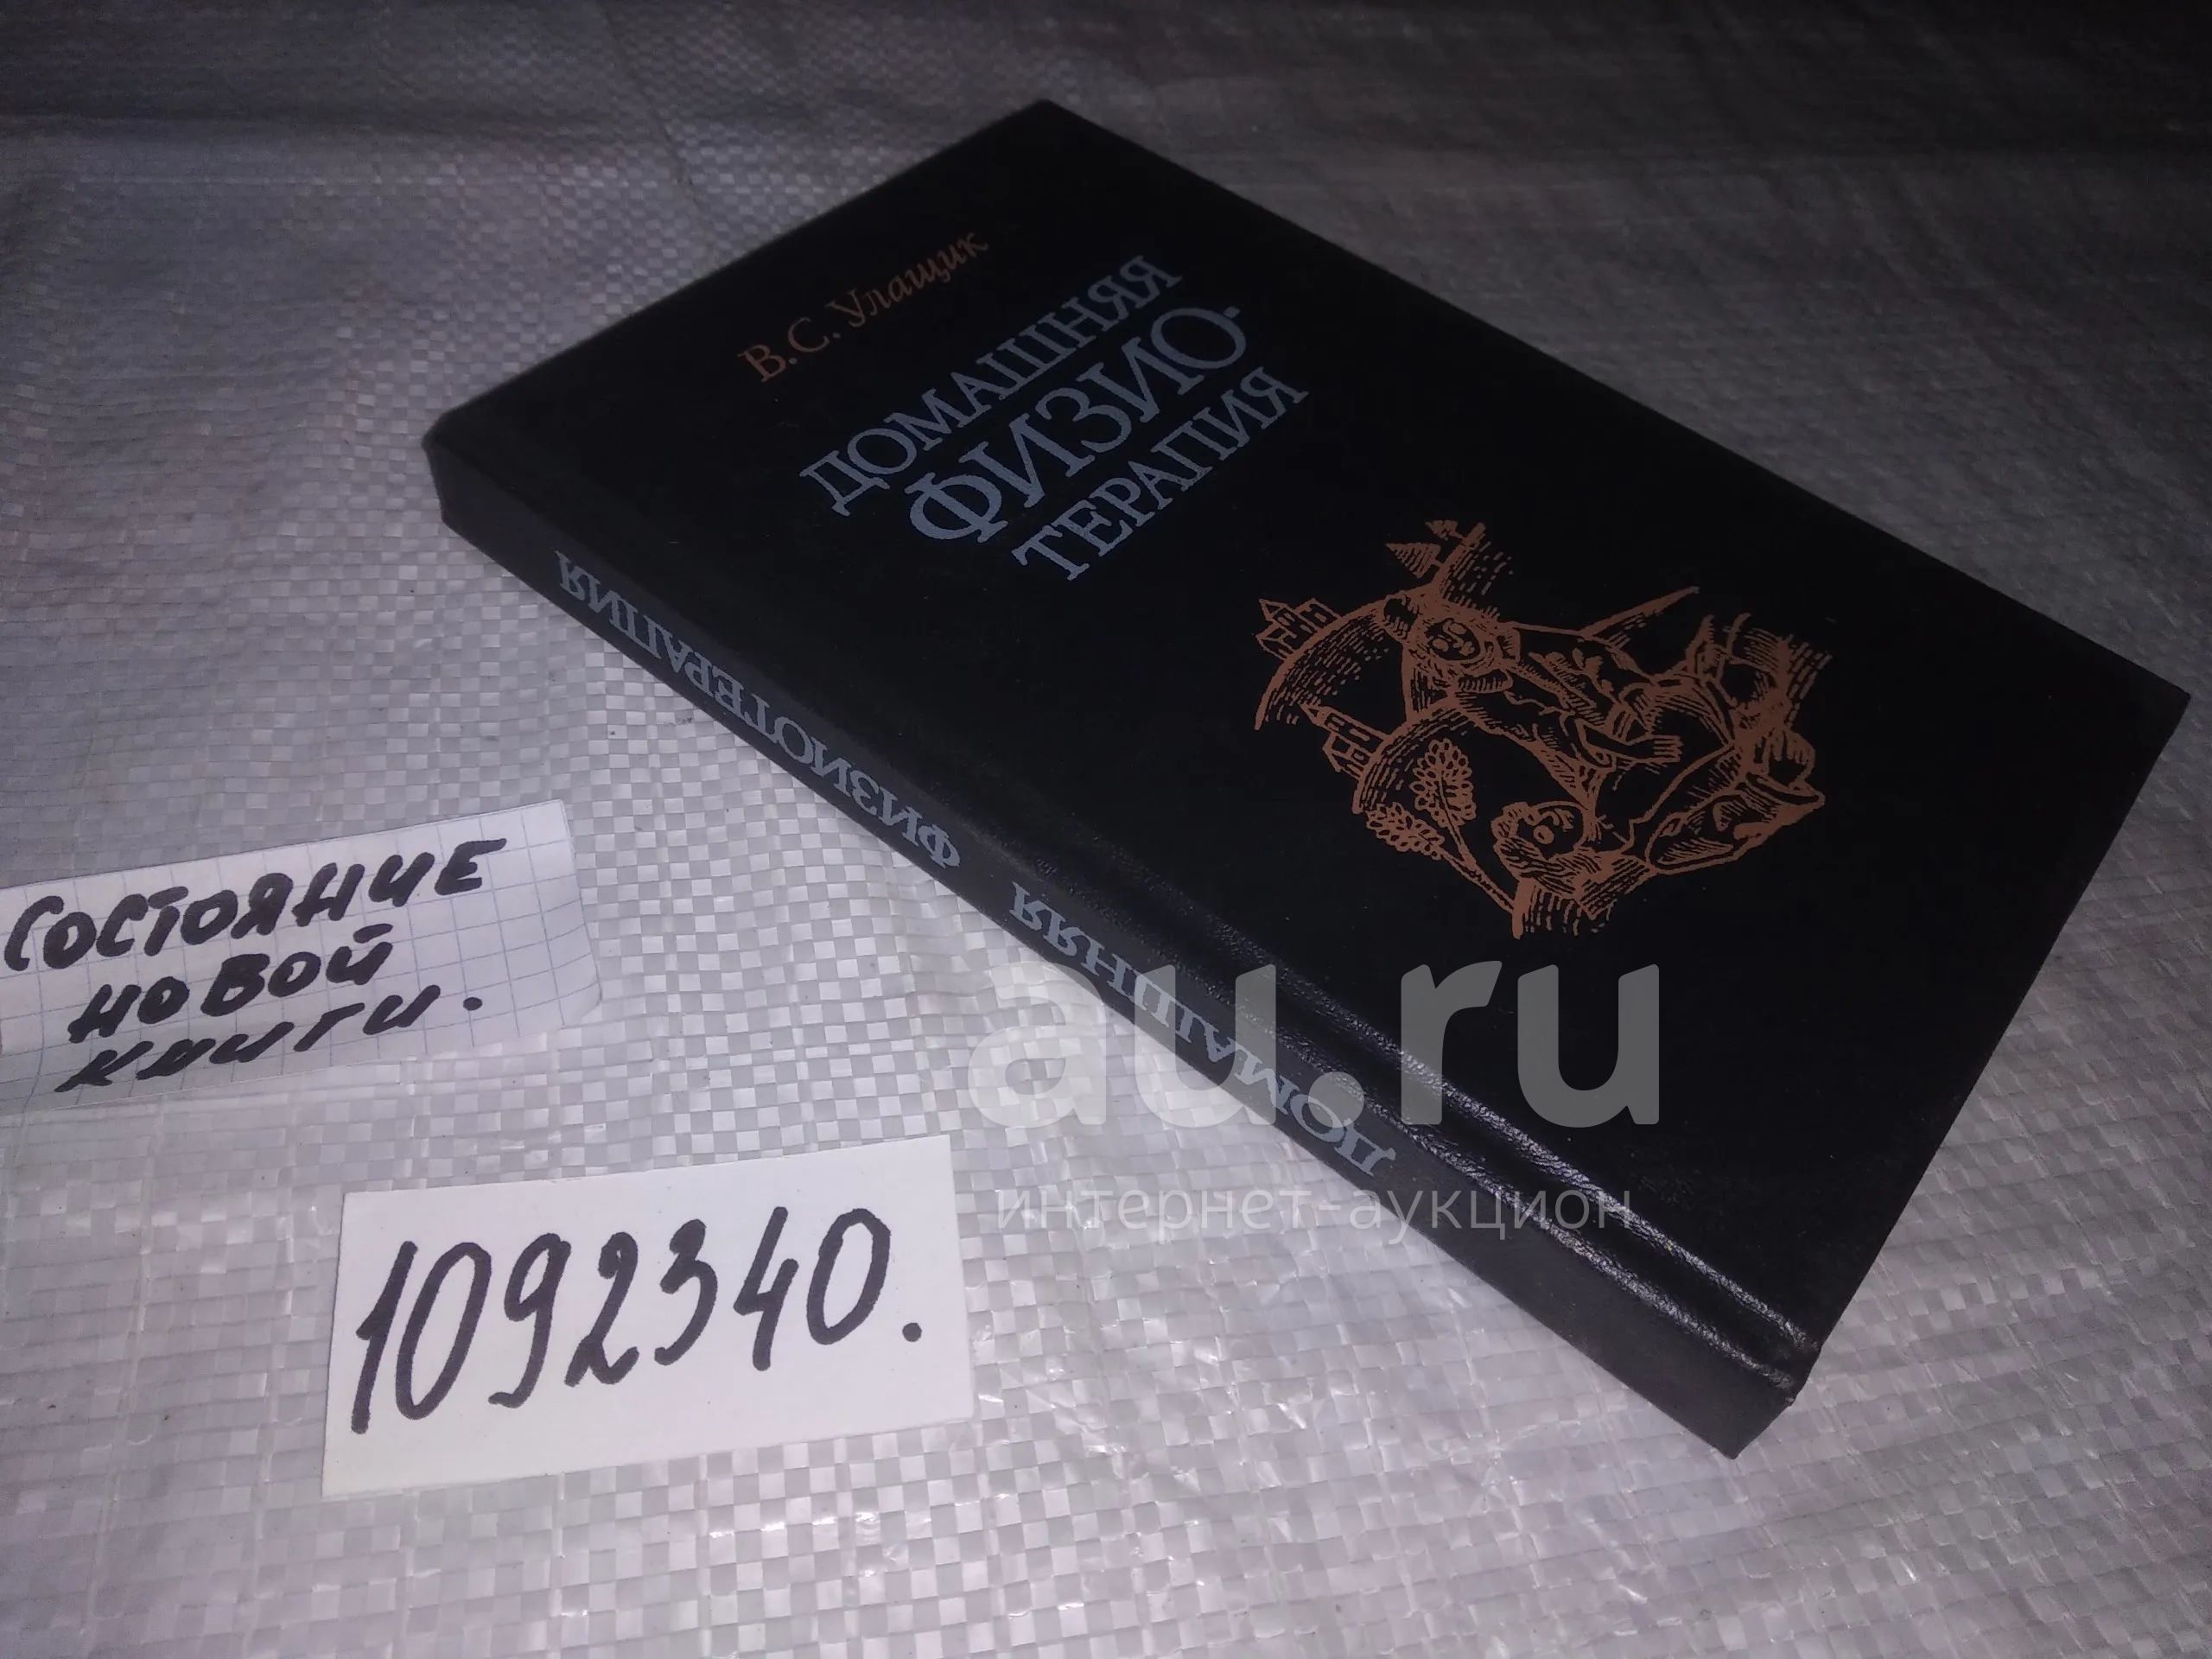 В.С. Улащик
ДОМАШНЯЯ
ФИЗИО-
ТЕРАПИЯ
ДОМАШНЯЯ ФИЗИОТЕРАПИЯ
СОСТОЯНИЕ
НОВОЙ
КНИГИ.
1092340.
au.ru
интернет-аукцион